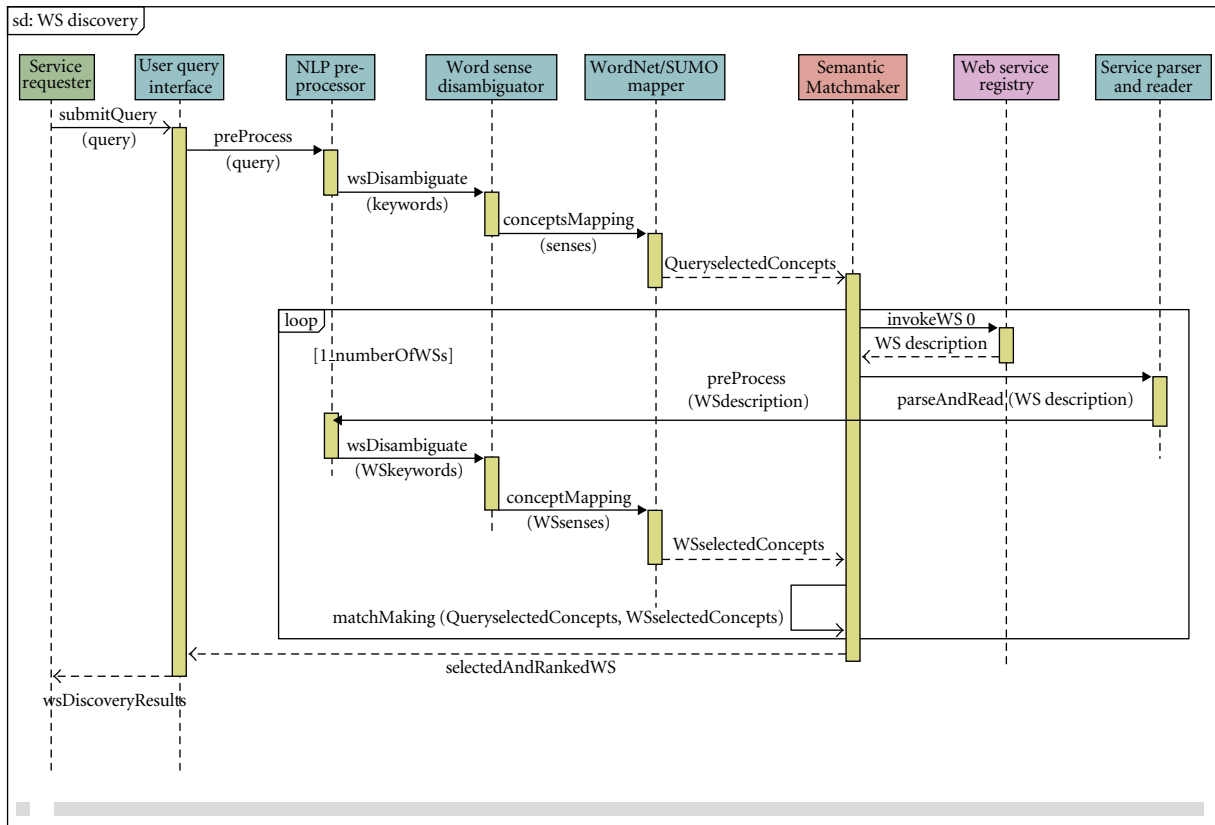 sd: WS discovery
Service
requester
User query
interface
NLP pre-
processor
Word sense
disambiguator
WordNet/SUMO
mapper
Semantic
Matchmaker
Web service
registry
Service parser
and reader
submitQuery
(query)
preProcess
(query)
wsDisambiguate
(keywords)
conceptsMapping
(senses)
QueryselectedConcepts
loop
invokeWS 0
WS description
[1_numberOfWSs]
preProcess
(WSdescription)
parseAndRead (WS description)
wsDisambiguate
(WSkeywords)
conceptMapping
(WSsenses)
WSselectedConcepts
matchMaking (QueryselectedConcepts, WSselectedConcepts)
selectedAndRankedWS
wsDiscoveryResults